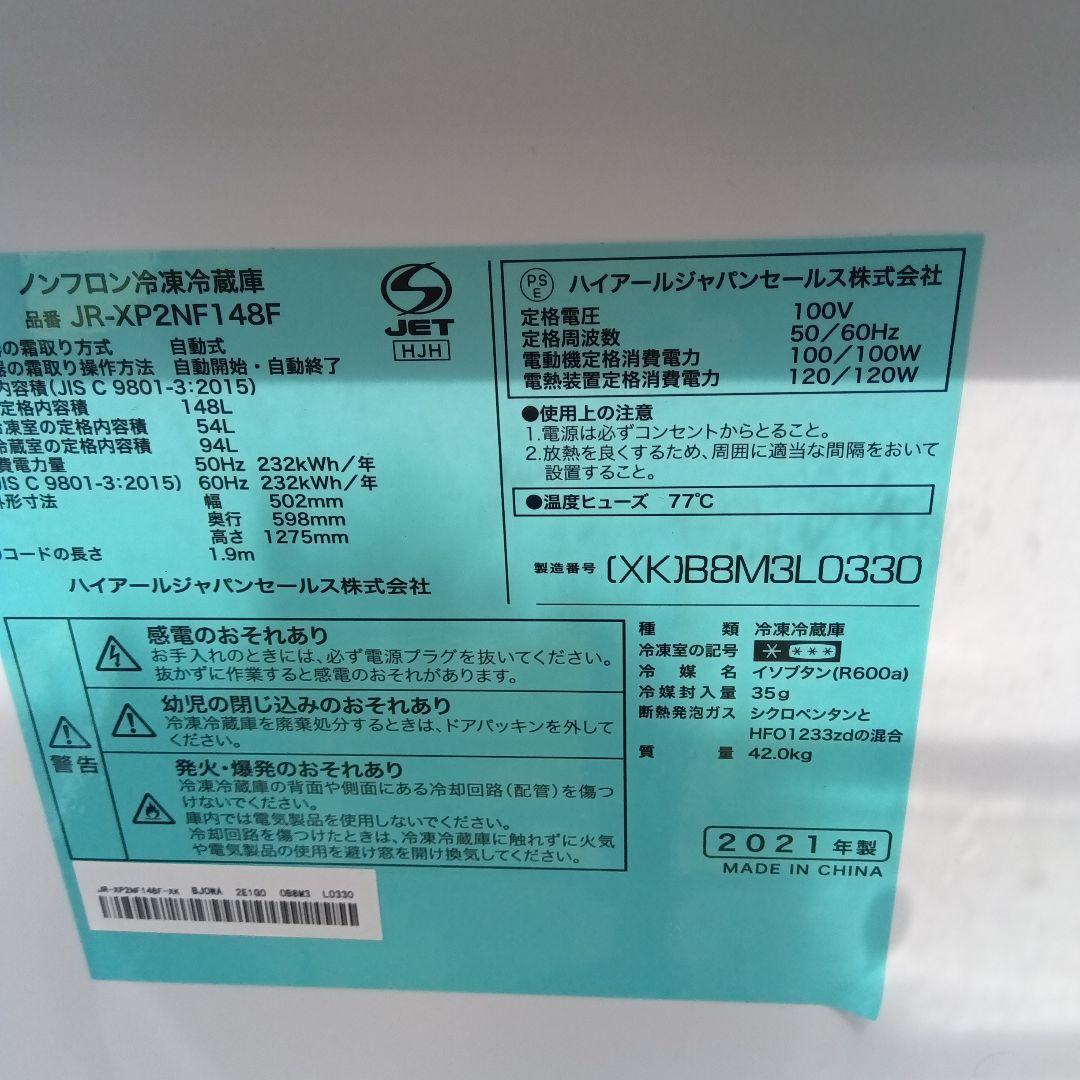 ノンフロン冷凍冷蔵庫
品番 JR-XP2NF148F
JET
HJH
の霜取り方式 自動式
の霜取り操作方法 自動開始・自動終了
内容積(JIS C 9801-3:2015)
定格内容積 148L
凍室の定格内容積 54L
蔵室の定格内容積 94L
費電力量 50Hz 232kWh/年
IS C 9801-3:2015) 60Hz 232kWh/年
形寸法 幅 502mm
奥行 598mm
高さ 1275mm
コードの長さ 1.9m
ハイアールジャパンセールス株式会社
PS
E
ハイアールジャパンセールス株式会社
定格電圧 100V
定格周波数 50/60Hz
電動機定格消費電力 100/100W
電熱装置定格消費電力 120/120W
●使用上の注意
1.電源は必ずコンセントからとること。
2.放熱を良くするため、周囲に適当な間隔をおいて
設置すること。
●温度ヒューズ 77℃
製造番号 (XK)B8M3L0330
警告
感電のおそれあり
お手入れのときには、必ず電源プラグを抜いてください。
抜かずに作業すると感電のおそれがあります。
幼児の閉じ込みのおそれあり
冷凍冷蔵庫を廃棄処分するときは、ドアパッキンを外して
ください。
発火・爆発のおそれあり
冷凍冷蔵庫の背面や側面にある冷却回路(配管)を傷つ
けないでください。
庫内では電気製品を使用しないでください。
冷却回路を傷つけたときは、冷凍冷蔵庫に触れずに火気
や電気製品の使用を避け窓を開け換気してください。
種類 冷凍冷蔵庫
冷凍室の記号 * ***
冷媒名 イソブタン(R600a)
冷媒封入量 35g
断熱発泡ガス シクロペンタンと
HFO1233zdの混合
質量 42.0kg
2021年製
MADE IN CHINA
JR-XP2NF148F-XK BJ0WA 2E1G0 0B8M3 L0330